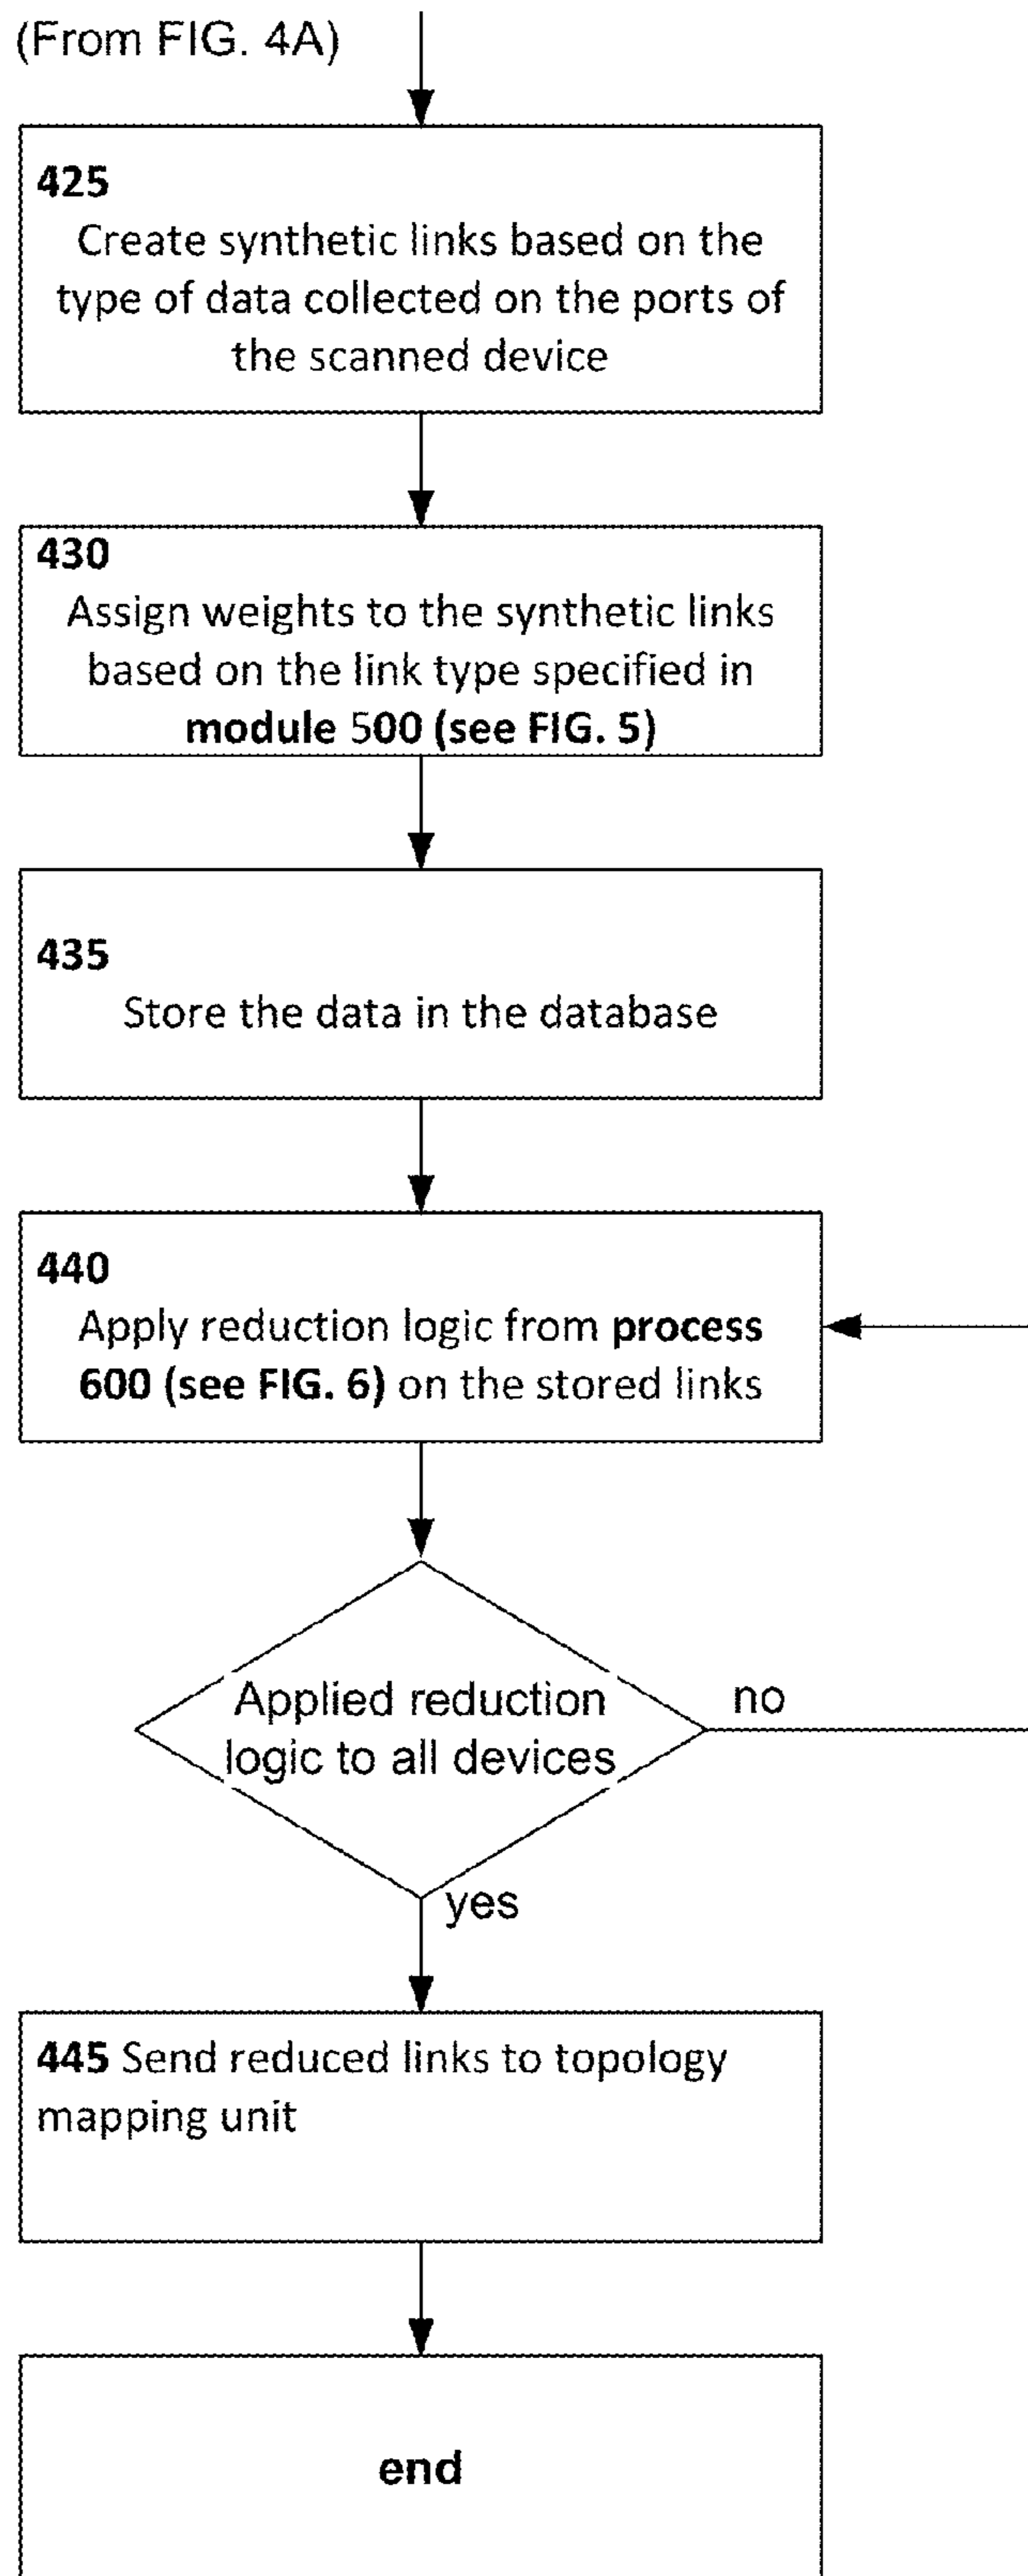 (From FIG. 4A)
425
Create synthetic links based on the
type of data collected on the ports of
the scanned device
430
Assign weights to the synthetic links
based on the link type specified in
module 500 (see FIG. 5)
435
Store the data in the database
440
Apply reduction logic from process
600 (see FIG. 6) on the stored links
Applied reduction
logic to all devices
no
yes
445 Send reduced links to topology
mapping unit
end